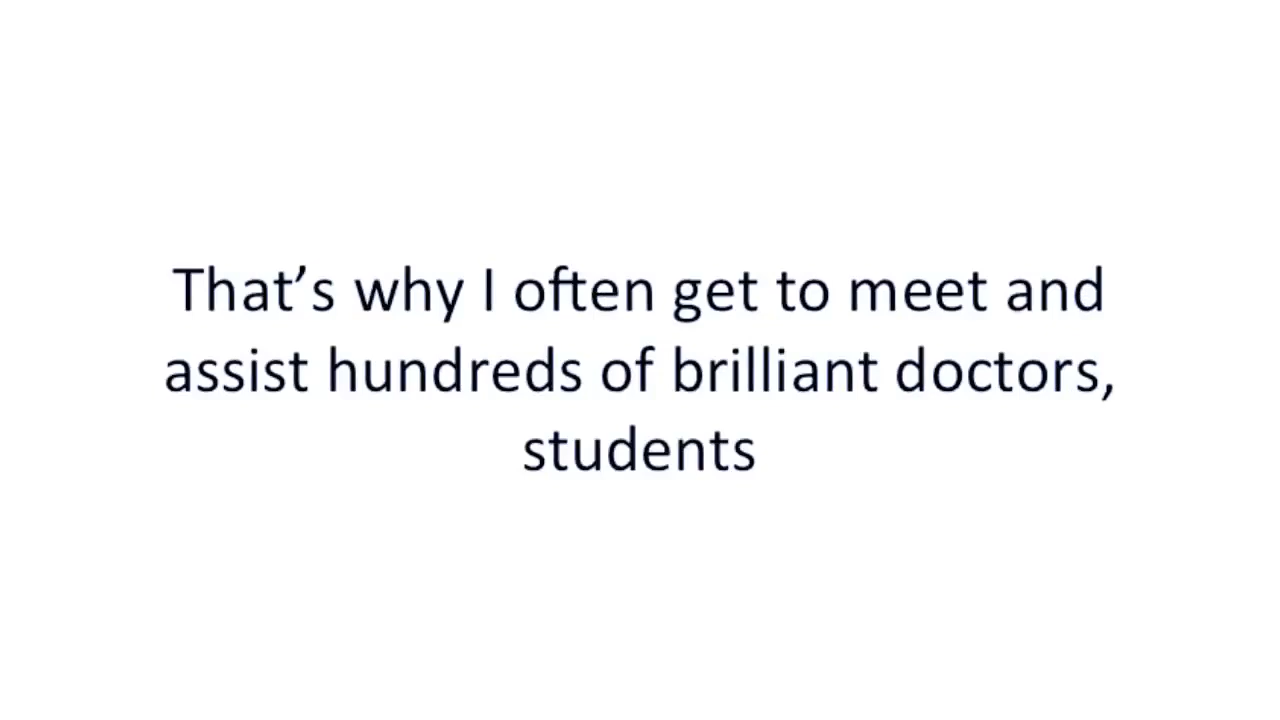 That’s why I often get to meet and
assist hundreds of brilliant doctors,
students